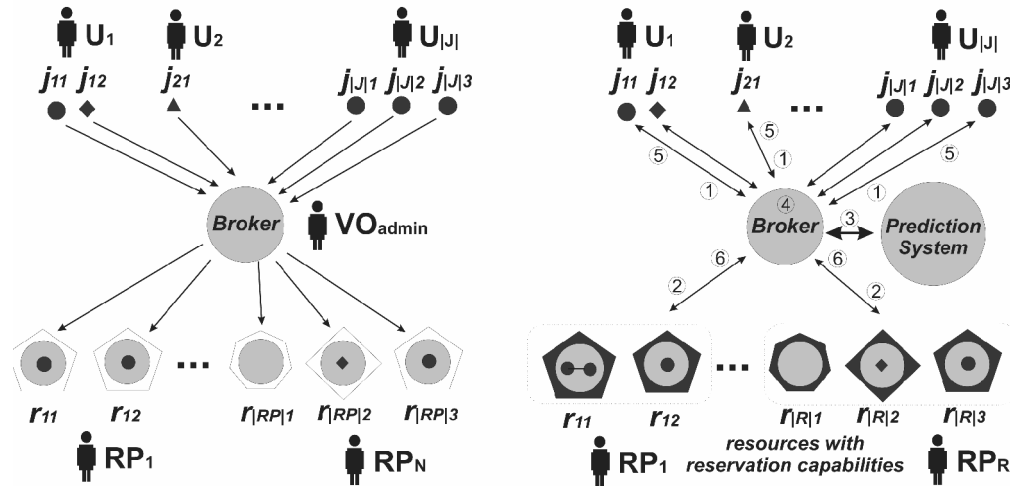 U1 U2 U|J|
j11 j12 j21 j|J|1 j|J|2 j|J|3
...
Broker VOadmin
...
r11 r12 r|RP|1 r|RP|2 r|RP|3
RP1 RPN
U1 U2 U|J|
j11 j12 j21 j|J|1 j|J|2 j|J|3
...
5 5 5
1 1 1
4
Broker 3 Prediction
System
6 6
2 2
...
r11 r12 r|R|1 r|R|2 r|R|3
RP1 resources with RPR
reservation capabilities